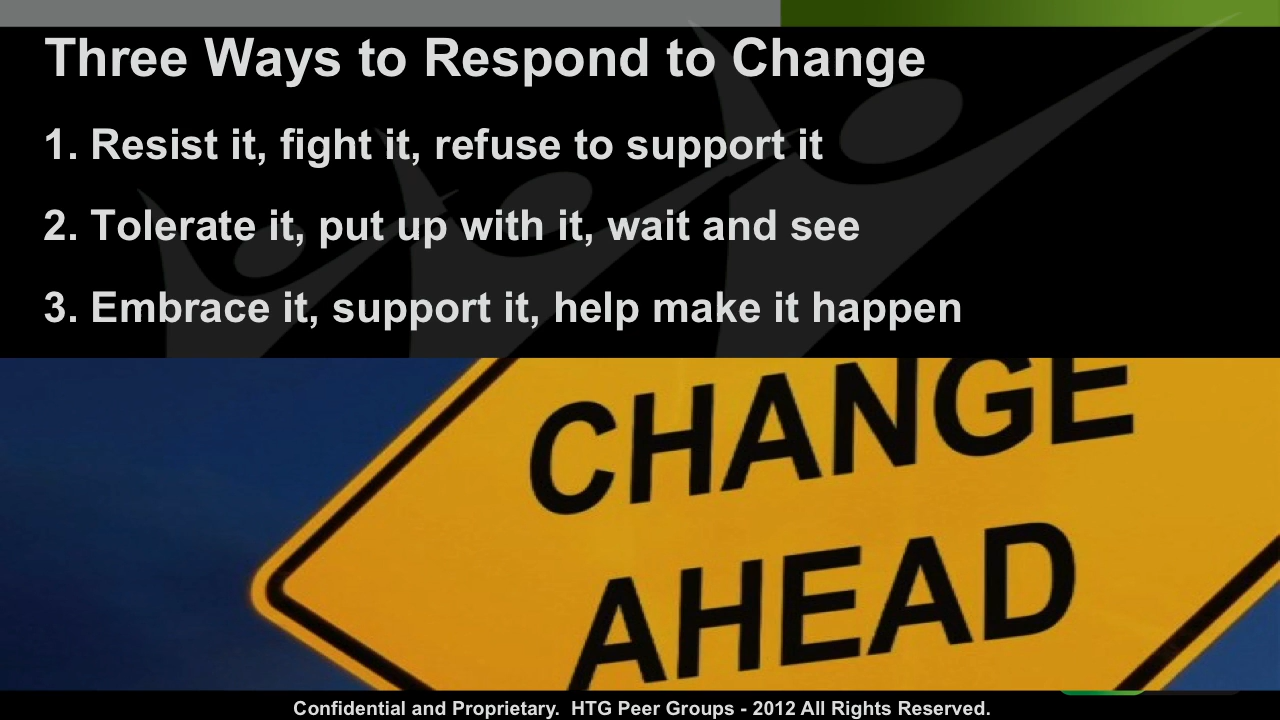 Three Ways to Respond to Change
1. Resist it, fight it, refuse to support it
2. Tolerate it, put up with it, wait and see
3. Embrace it, support it, help make it happen
CHANGE
AHEAD
Confidential and Proprietary.  HTG Peer Groups - 2012 All Rights Reserved.